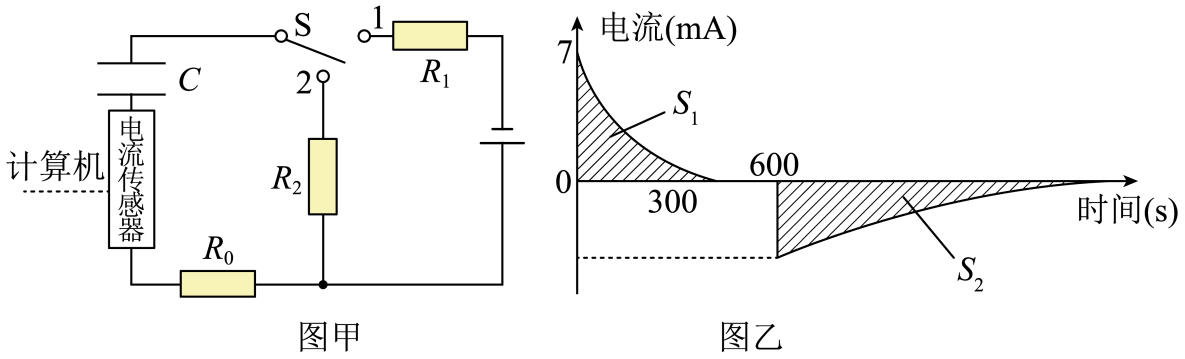 S
1
R₁
2
C
电流传感器
计算机
R₂
R₀
图甲
电流(mA)
7
S₁
0
300
600
时间(s)
S₂
图乙